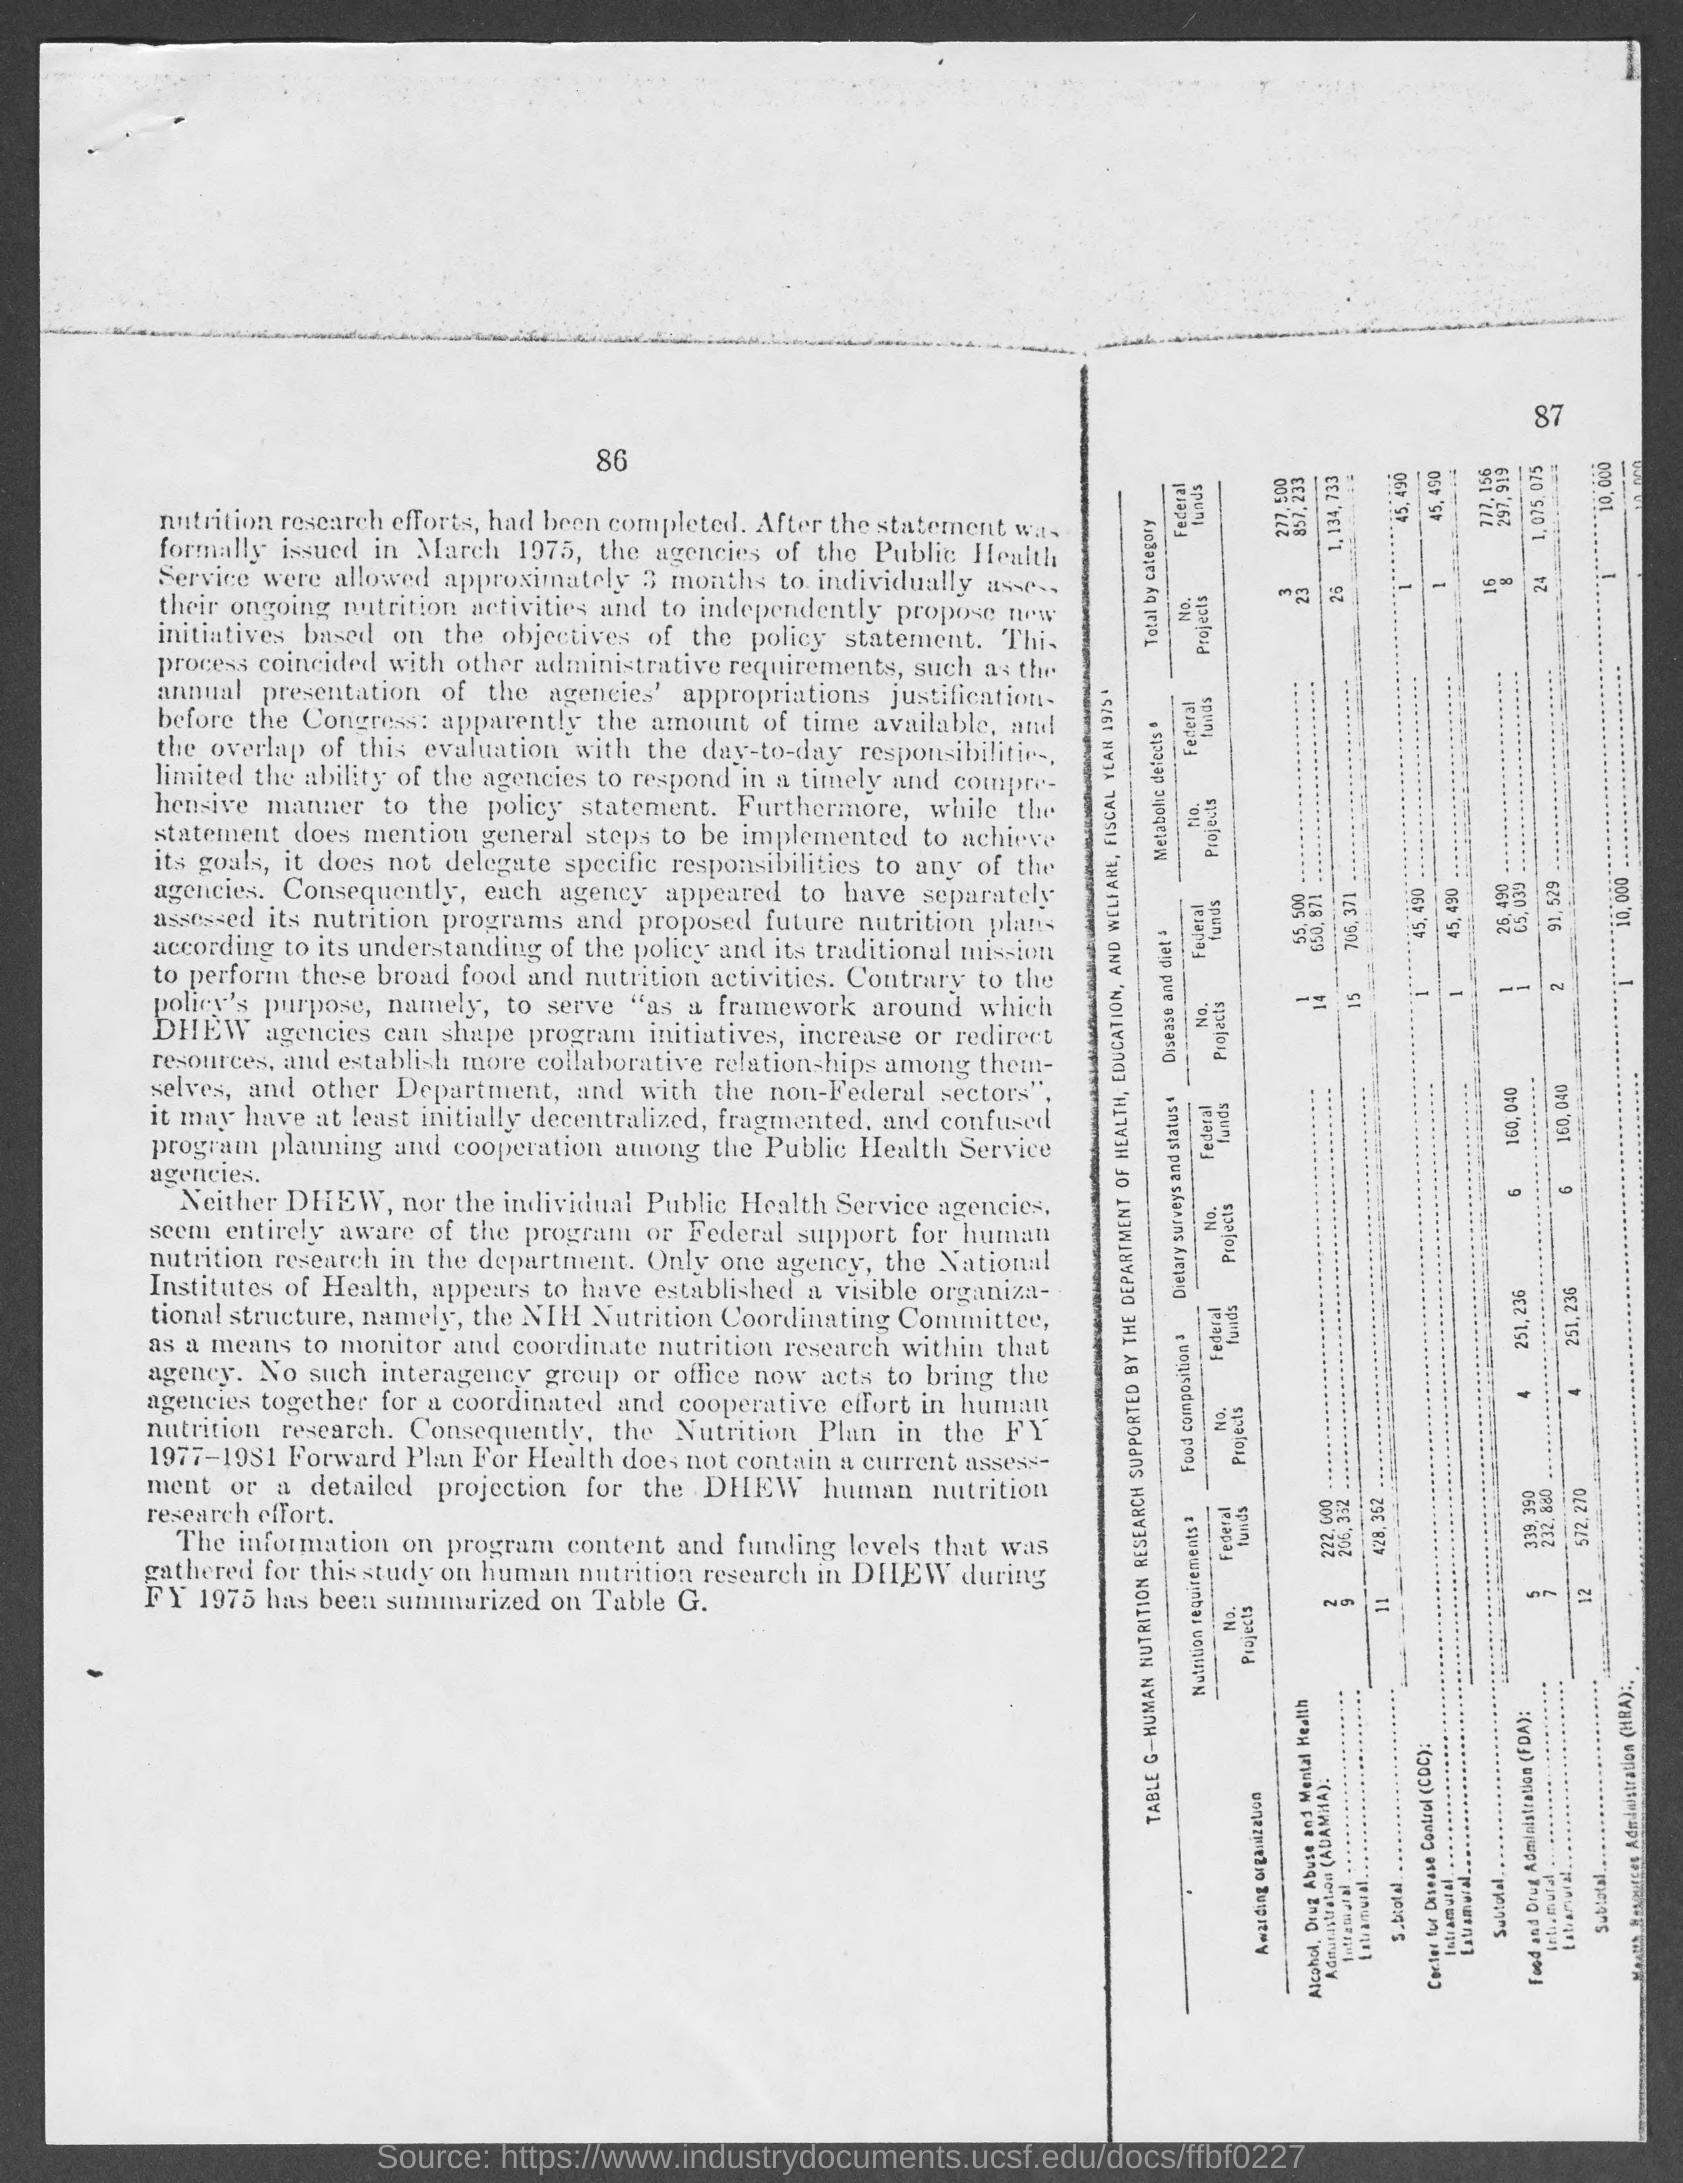 86
nutrition research efforts, had been completed. After the statement was
formally issued in March 1975, the agencies of the Public Health
Service were allowed approximately 3 months to individually assess
their ongoing nutrition activities and to independently propose new
initiatives based on the objectives of the policy statement. This
process coincided with other administrative requirements, such as the
annual presentation of the agencies' appropriations justifications
before the Congress: apparently the amount of time available, and
the overlap of this evaluation with the day-to-day responsibilities,
limited the ability of the agencies to respond in a timely and compre-
hensive manner to the policy statement. Furthermore, while the
statement does mention general steps to be implemented to achieve
its goals, it does not delegate specific responsibilities to any of the
agencies. Consequently, each agency appeared to have separately
assessed its nutrition programs and proposed future nutrition plans
according to its understanding of the policy and its traditional mission
to perform these broad food and nutrition activities. Contrary to the
policy's purpose, namely, to serve "as a framework around which
DHEW agencies can shape program initiatives, increase or redirect
resources, and establish more collaborative relationships among them-
selves, and other Department, and with the non-Federal sectors",
it may have at least initially decentralized, fragmented, and confused
program planning and cooperation among the Public Health Service
agencies.
Neither DHEW, nor the individual Public Health Service agencies,
seem entirely aware of the program or Federal support for human
nutrition research in the department. Only one agency, the National
Institutes of Health, appears to have established a visible organiza-
tional structure, namely, the NIH Nutrition Coordinating Committee,
as a means to monitor and coordinate nutrition research within that
agency. No such interagency group or office now acts to bring the
agencies together for a coordinated and cooperative effort in human
nutrition research. Consequently, the Nutrition Plan in the FY
1977-1981 Forward Plan For Health does not contain a current assess-
ment or a detailed projection for the DHEW human nutrition
research effort.
The information on program content and funding levels that was
gathered for this study on human nutrition research in DHEW during
FY 1975 has been summarized on Table G.
87
TABLE G—HUMAN NUTRITION RESEARCH SUPPORTED BY THE DEPARTMENT OF HEALTH, EDUCATION, AND WELFARE, FISCAL YEAR 1975 1
Nutrition requirements 2 Food composition 3 Dietary surveys and status 4 Disease and diet 5 Metabolic defects 6 Total by category
Awarding organization No. Projects Federal funds No. Projects Federal funds No. Projects Federal funds No. Projects Federal funds No. Projects Federal funds No. Projects Federal funds
Alcohol, Drug Abuse and Mental Health
Administration (ADAMHA):
Intramural 2 222,000 1 55,500 3 277,500
Extramural 9 206,362 14 650,871 23 857,233
Subtotal 11 428,362 15 706,371 26 1,134,733
Center for Disease Control (CDC):
Intramural 1 45,490 1 45,490
Extramural
Subtotal 1 45,490 1 45,490
Food and Drug Administration (FDA):
Intramural 5 339,390 4 251,236 6 160,040 1 26,490 16 777,156
Extramural 7 232,880 1 65,039 8 297,919
Subtotal 12 572,270 4 251,236 6 160,040 2 91,529 24 1,075,075
Health Resources Administration (HRA):
1 10,000 1 10,000
Source: https://www.industrydocuments.ucsf.edu/docs/ffbf0227